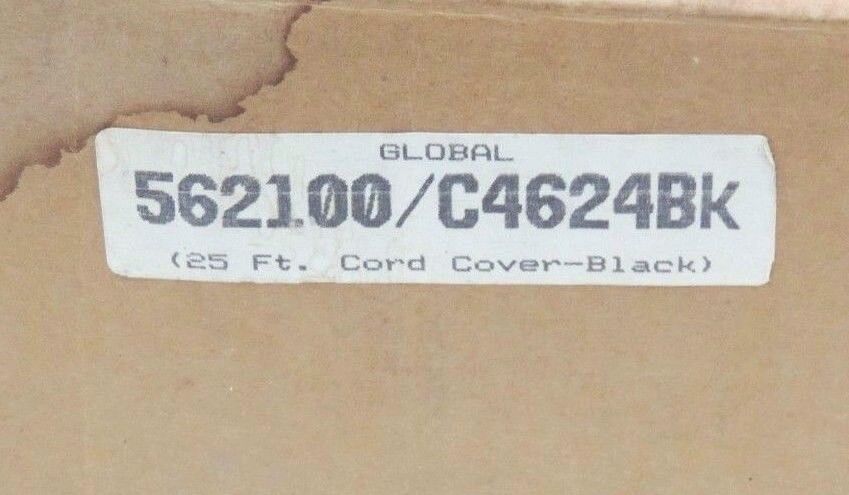 GLOBAL
562100/C4624BK
(25 Ft. Cord Cover-Black)